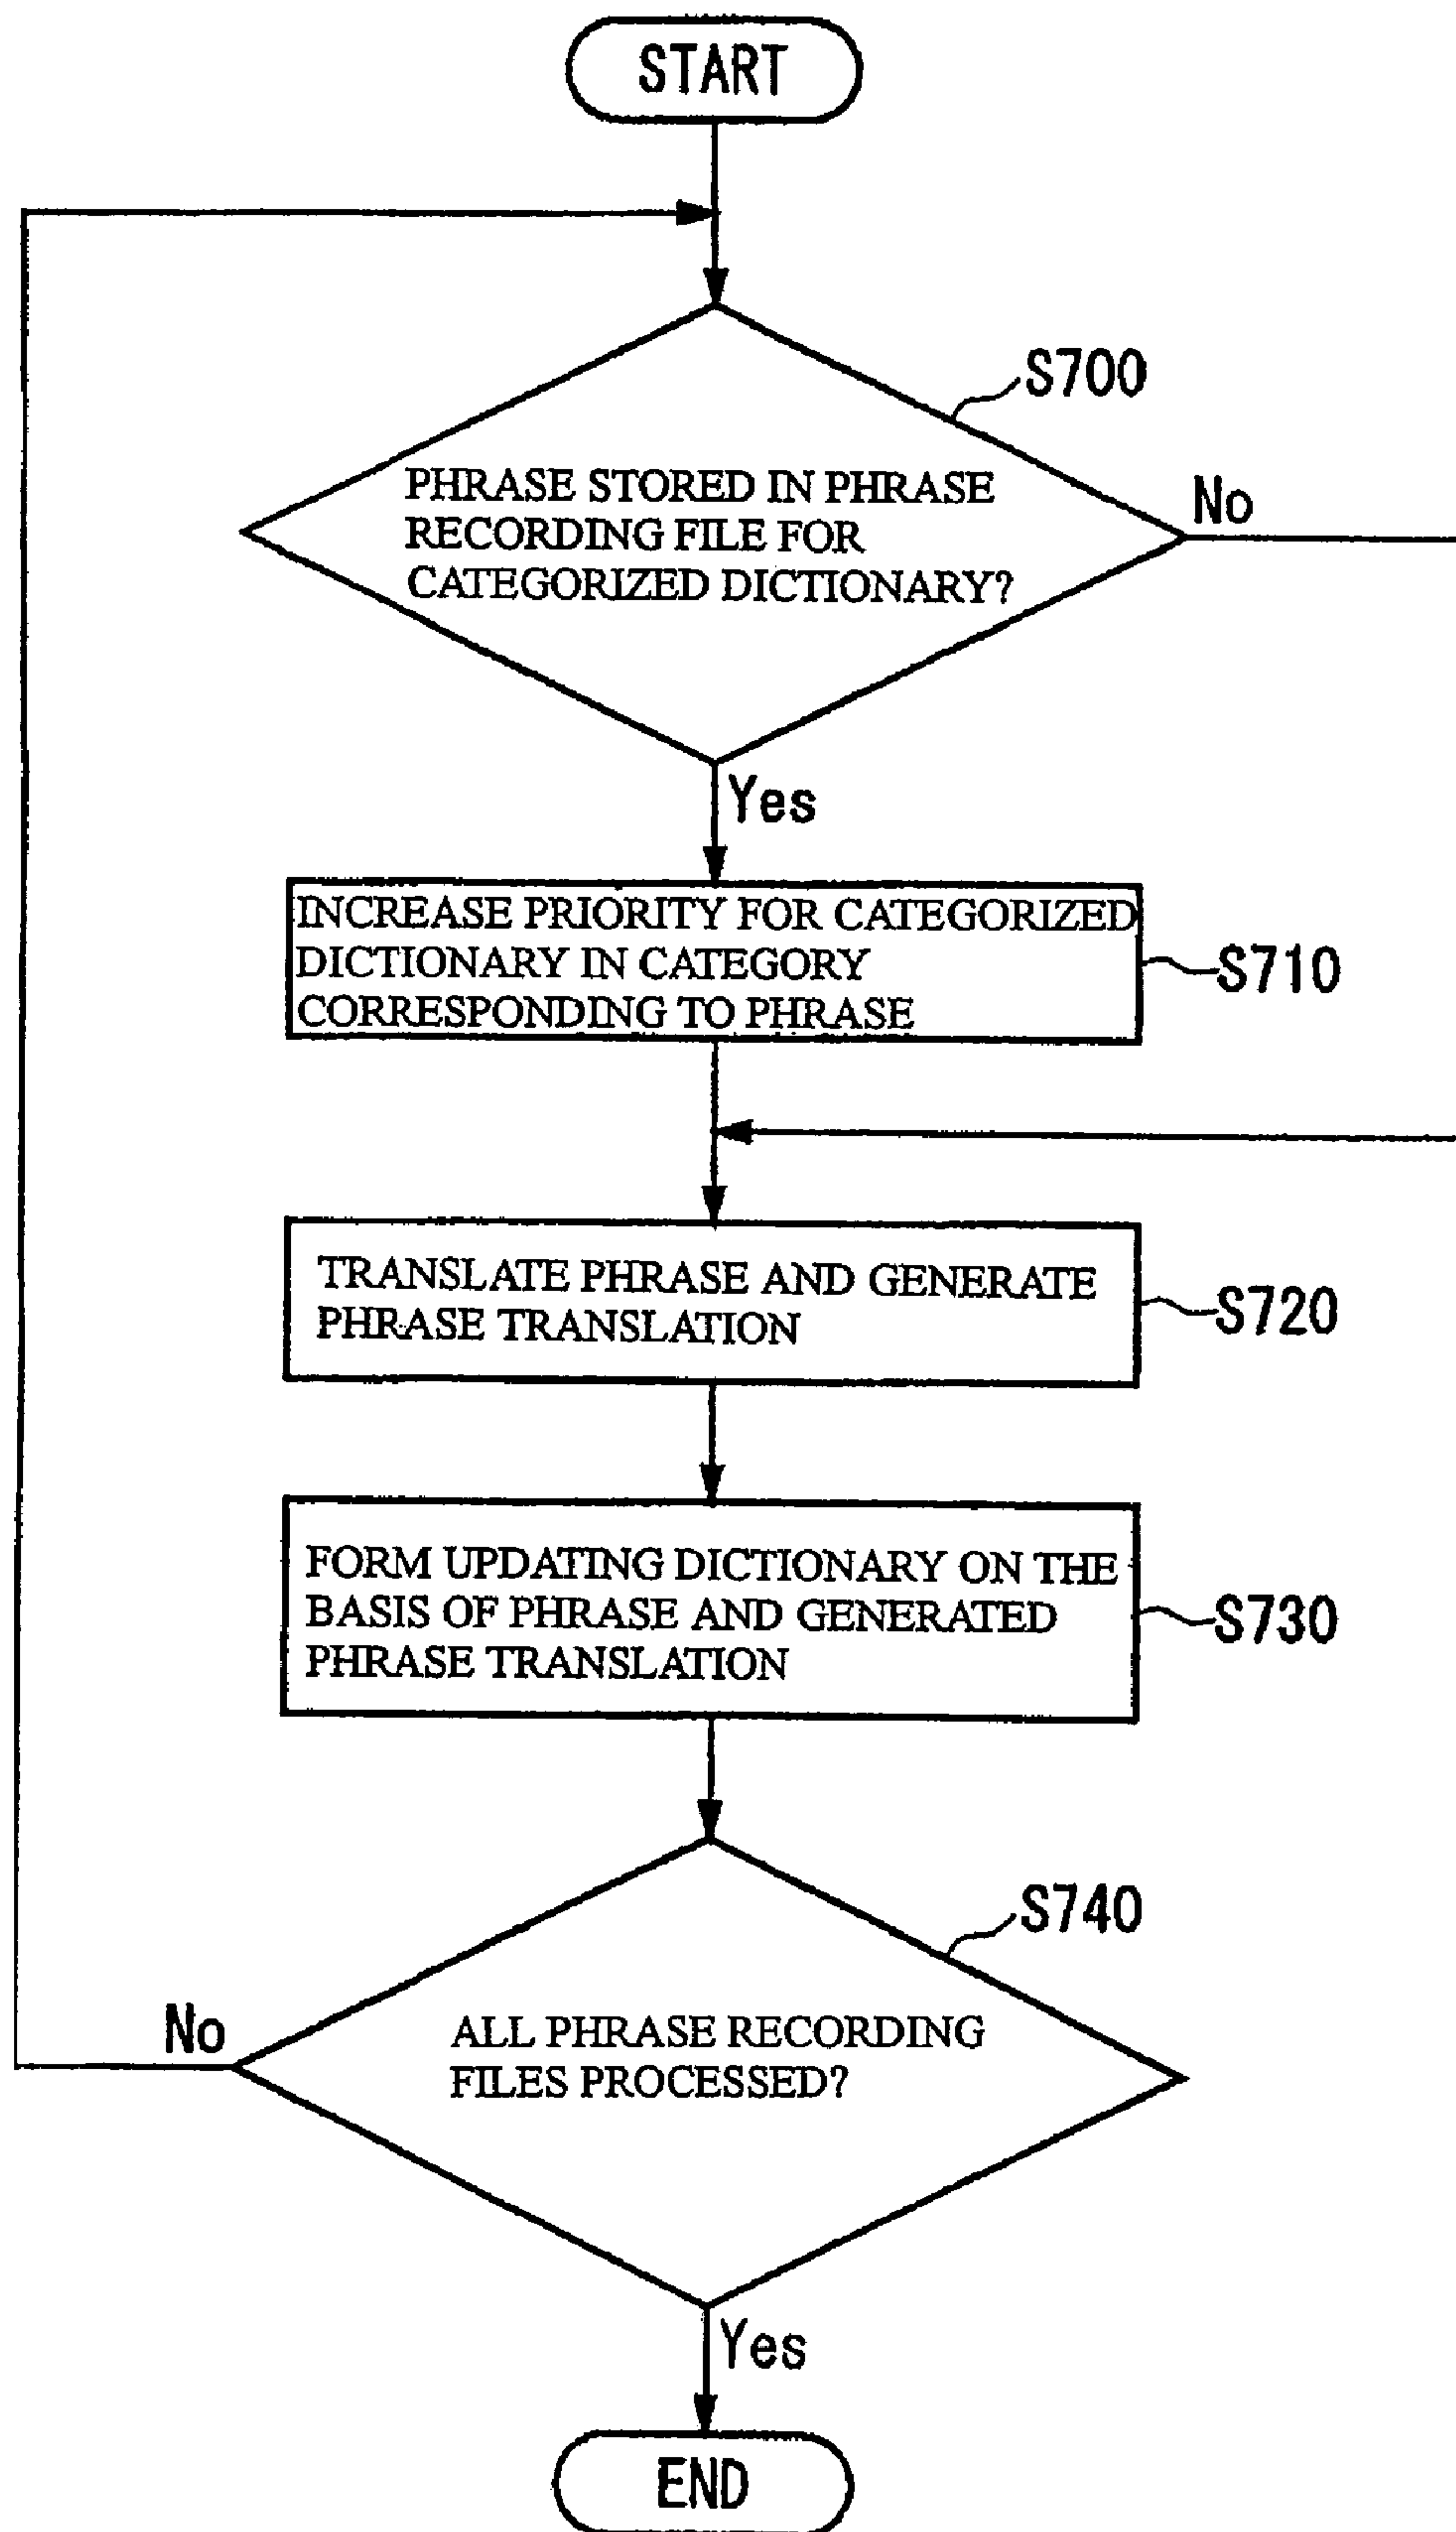 START
S700
PHRASE STORED IN PHRASE
RECORDING FILE FOR
CATEGORIZED DICTIONARY?
No
Yes
INCREASE PRIORITY FOR CATEGORIZED
DICTIONARY IN CATEGORY
CORRESPONDING TO PHRASE
S710
TRANSLATE PHRASE AND GENERATE
PHRASE TRANSLATION
S720
FORM UPDATING DICTIONARY ON THE
BASIS OF PHRASE AND GENERATED
PHRASE TRANSLATION
S730
S740
ALL PHRASE RECORDING
FILES PROCESSED?
No
Yes
END